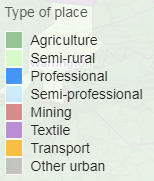 Type of place
Agriculture
Semi-rural
Professional
Semi-professional
Mining
Textile
Transport
Other urban